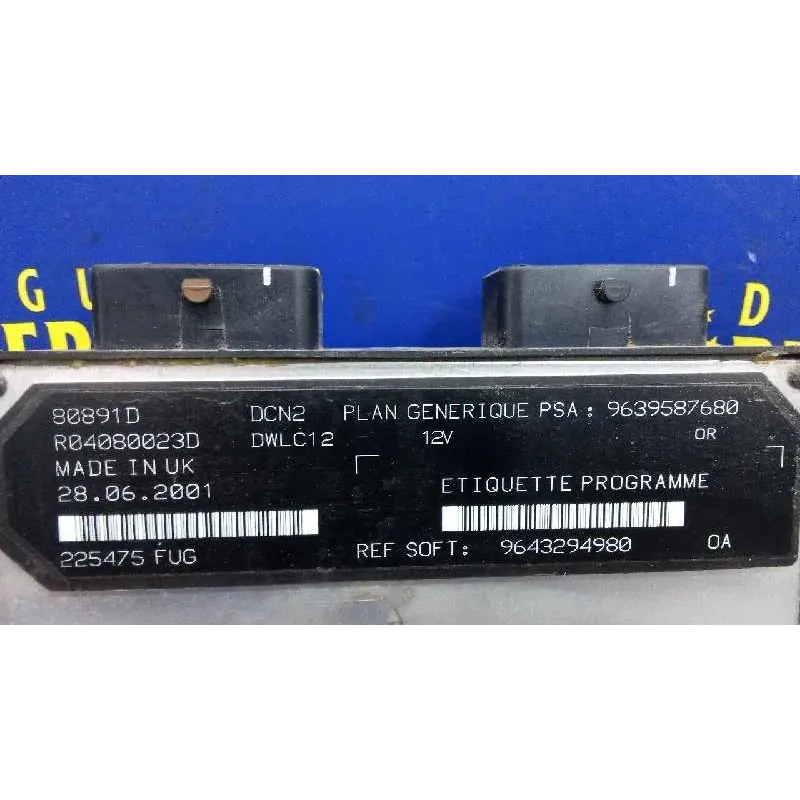 80891D DCN2 PLAN GENERIQUE PSA : 9639587680
R04080023D DWLC12 12V OR
MADE IN UK
28.06.2001 ETIQUETTE PROGRAMME
225475 FUG REF SOFT: 9643294980 0A